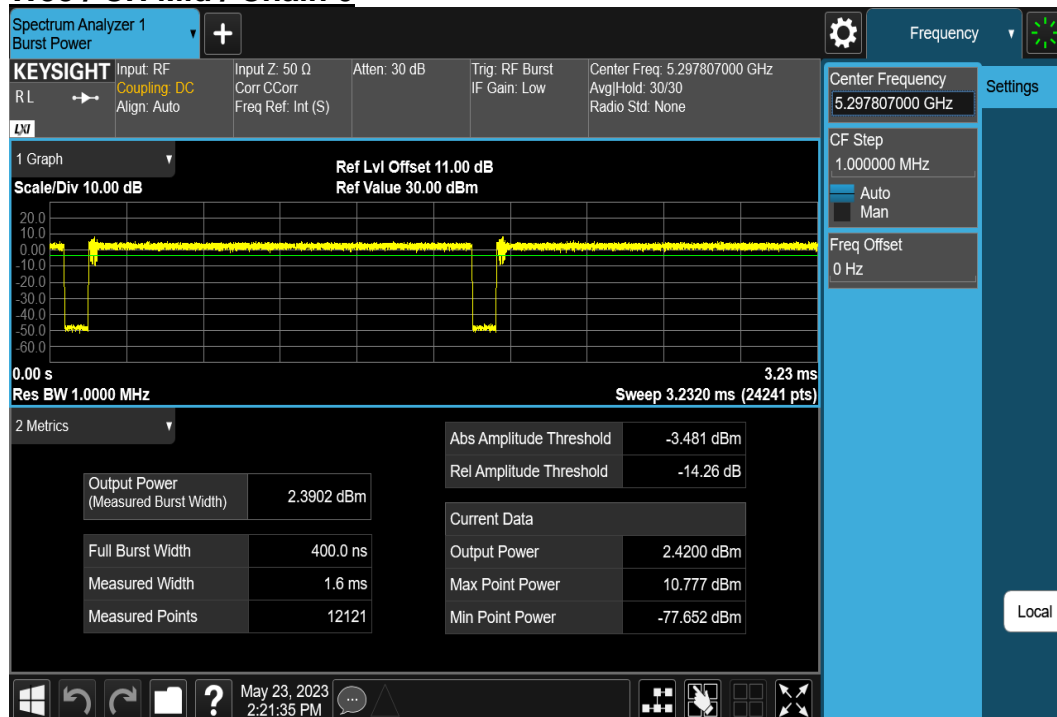 Spectrum Analyzer 1
Burst Power
+
Frequency
KEYSIGHT
R L
LXI
Input: RF
Coupling: DC
Align: Auto
Input Z: 50 Ω
Corr CCorr
Freq Ref: Int (S)
Atten: 30 dB
Trig: RF Burst
IF Gain: Low
Center Freq: 5.297807000 GHz
Avg|Hold: 30/30
Radio Std: None
Center Frequency
5.297807000 GHz
Settings
CF Step
1.000000 MHz
Auto
Man
Freq Offset
0 Hz
1 Graph
Scale/Div 10.00 dB
Ref Lvl Offset 11.00 dB
Ref Value 30.00 dBm
20.0
10.0
0.00
-10.0
-20.0
-30.0
-40.0
-50.0
-60.0
0.00 s
3.23 ms
Res BW 1.0000 MHz
Sweep 3.2320 ms (24241 pts)
2 Metrics
Output Power
(Measured Burst Width)
2.3902 dBm
Full Burst Width 400.0 ns
Measured Width 1.6 ms
Measured Points 12121
Abs Amplitude Threshold -3.481 dBm
Rel Amplitude Threshold -14.26 dB
Current Data
Output Power 2.4200 dBm
Max Point Power 10.777 dBm
Min Point Power -77.652 dBm
Local
?
May 23, 2023
2:21:35 PM